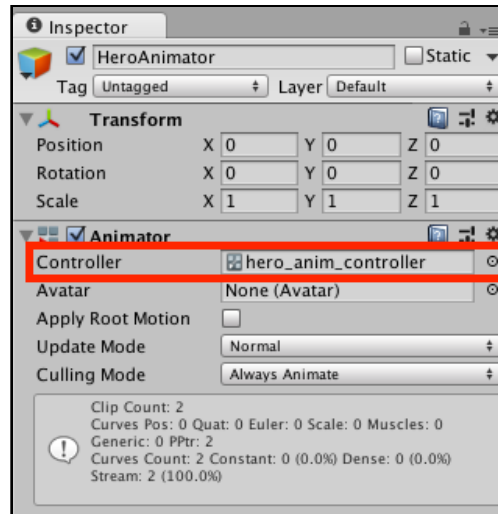 Inspector
HeroAnimator Static
Tag Untagged Layer Default
Transform
Position X 0 Y 0 Z 0
Rotation X 0 Y 0 Z 0
Scale X 1 Y 1 Z 1
Animator
Controller hero_anim_controller
Avatar None (Avatar)
Apply Root Motion
Update Mode Normal
Culling Mode Always Animate
Clip Count: 2
Curves Pos: 0 Quat: 0 Euler: 0 Scale: 0 Muscles: 0
Generic: 0 PPtr: 2
Curves Count: 2 Constant: 0 (0.0%) Dense: 0 (0.0%)
Stream: 2 (100.0%)